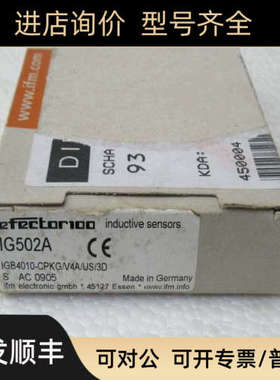 进店询价 型号齐全
www.ifm.com
DI
SCHA
93
KDA:
450004
efector100 inductive sensors
IG502A
CE
IGB4010-CPKG/V4A/US/3D
S AC 0905
Made in Germany
ifm electronic gmbh * 45127 Essen * www.ifm.com
发顺丰
可对公 可开专票/普